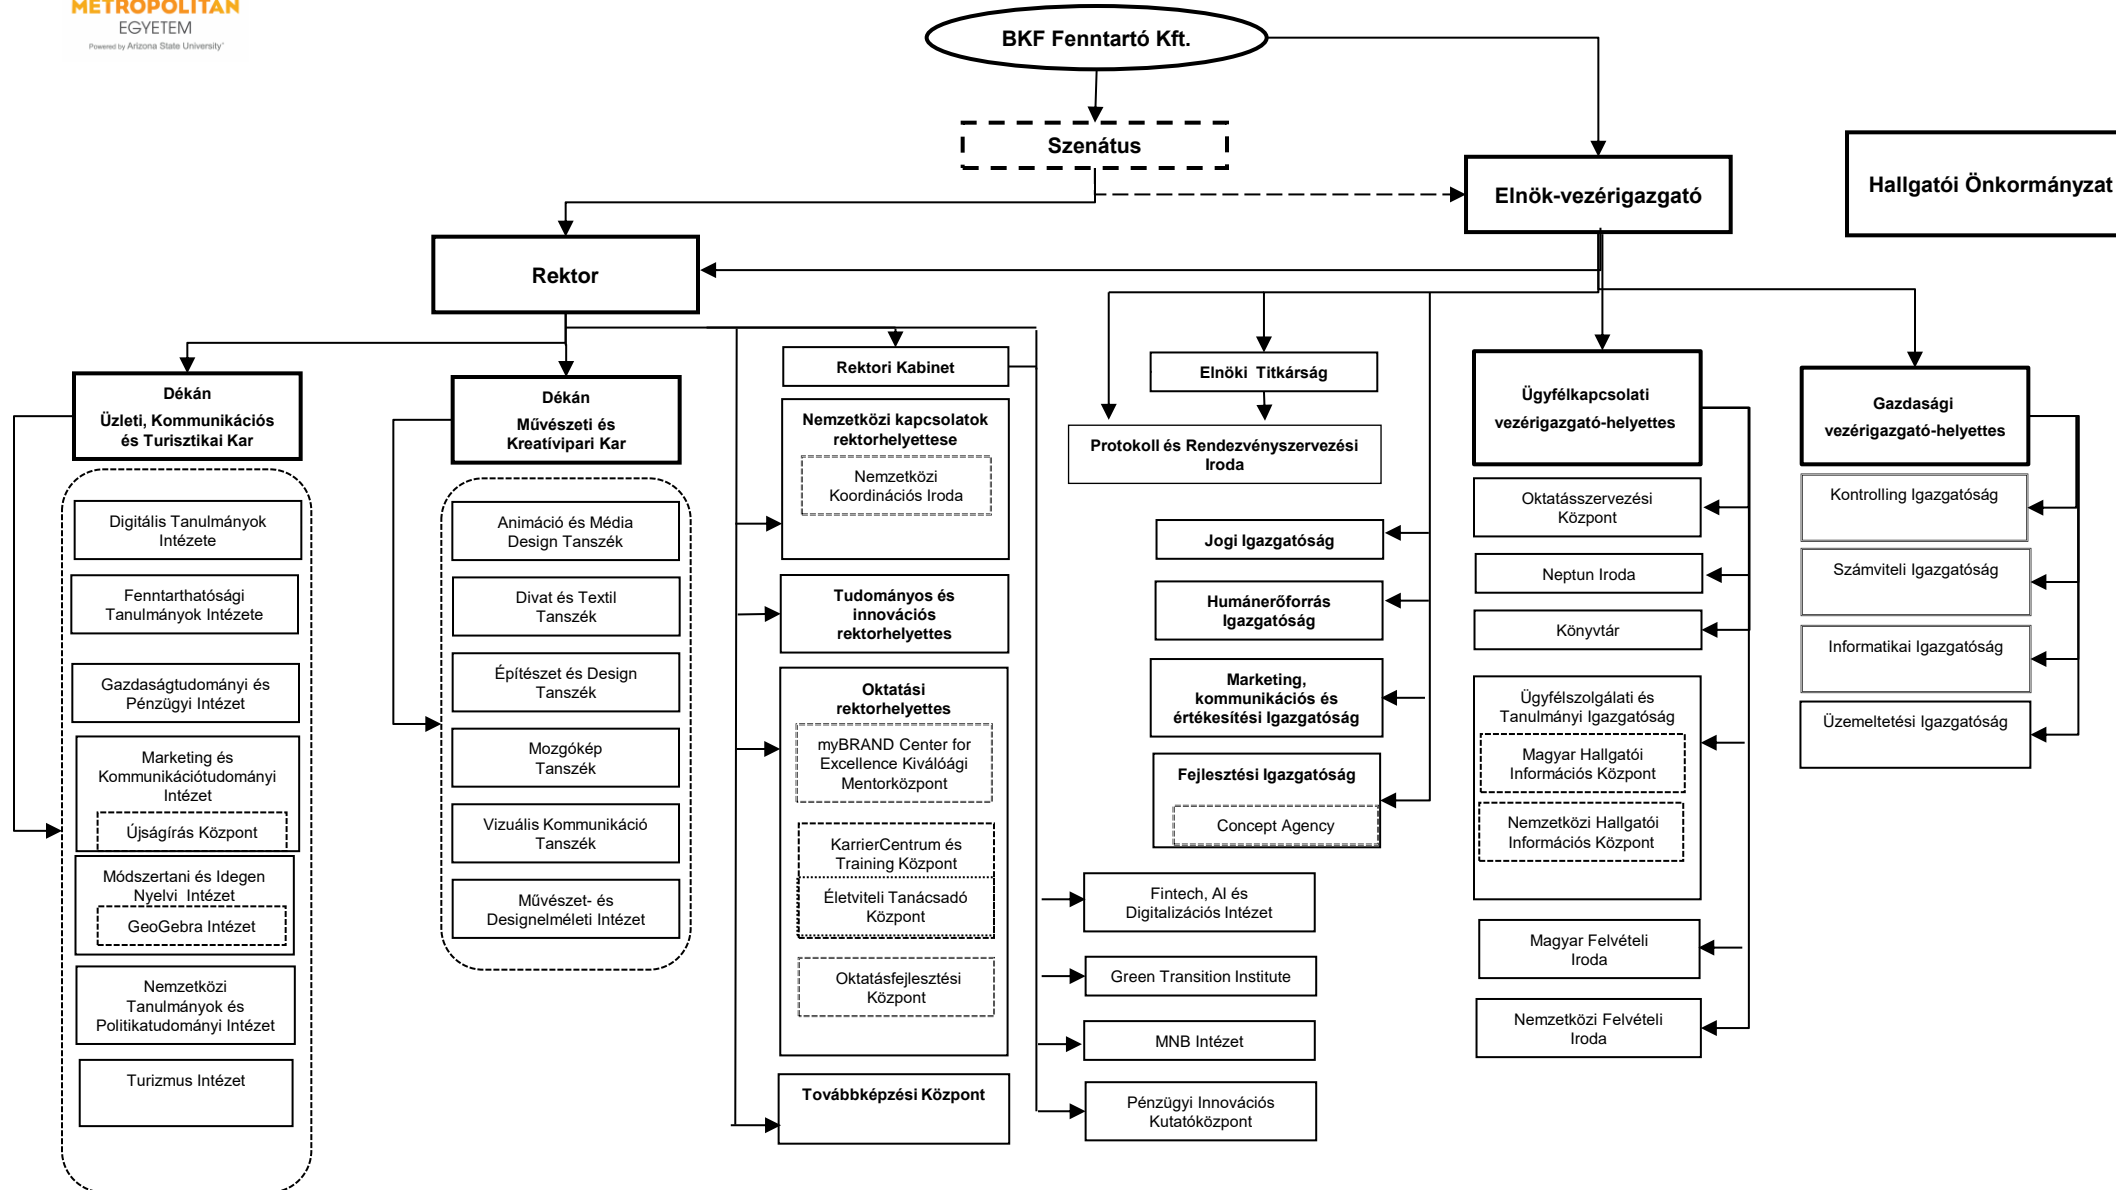 METROPOLITAN
EGYETEM
Powered by Arizona State University
BKF Fenntartó Kft.
Szenátus
Elnök-vezérigazgató
Hallgatói Önkormányzat
Rektor
Dékán
Üzleti, Kommunikációs
és Turisztikai Kar
Digitális Tanulmányok
Intézete
Fenntarthatósági
Tanulmányok Intézete
Gazdaságtudományi és
Pénzügyi Intézet
Marketing és
Kommunikációtudományi
Intézet
Újságírás Központ
Módszertani és Idegen
Nyelvi Intézet
GeoGebra Intézet
Nemzetközi
Tanulmányok és
Politikatudományi Intézet
Turizmus Intézet
Dékán
Művészeti és
Kreatívipari Kar
Animáció és Média
Design Tanszék
Divat és Textil
Tanszék
Építészet és Design
Tanszék
Mozgókép
Tanszék
Vizuális Kommunikáció
Tanszék
Művészet- és
Designelméleti Intézet
Rektori Kabinet
Nemzetközi kapcsolatok
rektorhelyettese
Nemzetközi
Koordinációs Iroda
Tudományos és
innovációs
rektorhelyettes
Oktatási
rektorhelyettes
myBRAND Center for
Excellence Kiválóági
Mentorközpont
KarrierCentrum és
Training Központ
Életviteli Tanácsadó
Központ
Oktatásfejlesztési
Központ
Továbbképzési Központ
Elnöki Titkárság
Protokoll és Rendezvényszervezési
Iroda
Jogi Igazgatóság
Humánerőforrás
Igazgatóság
Marketing,
kommunikációs és
értékesítési Igazgatóság
Fejlesztési Igazgatóság
Concept Agency
Fintech, AI és
Digitalizációs Intézet
Green Transition Institute
MNB Intézet
Pénzügyi Innovációs
Kutatóközpont
Ügyfélkapcsolati
vezérigazgató-helyettes
Oktatásszervezési
Központ
Neptun Iroda
Könyvtár
Ügyfélszolgálati és
Tanulmányi Igazgatóság
Magyar Hallgatói
Információs Központ
Nemzetközi Hallgatói
Információs Központ
Magyar Felvételi
Iroda
Nemzetközi Felvételi
Iroda
Gazdasági
vezérigazgató-helyettes
Kontrolling Igazgatóság
Számviteli Igazgatóság
Informatikai Igazgatóság
Üzemeltetési Igazgatóság